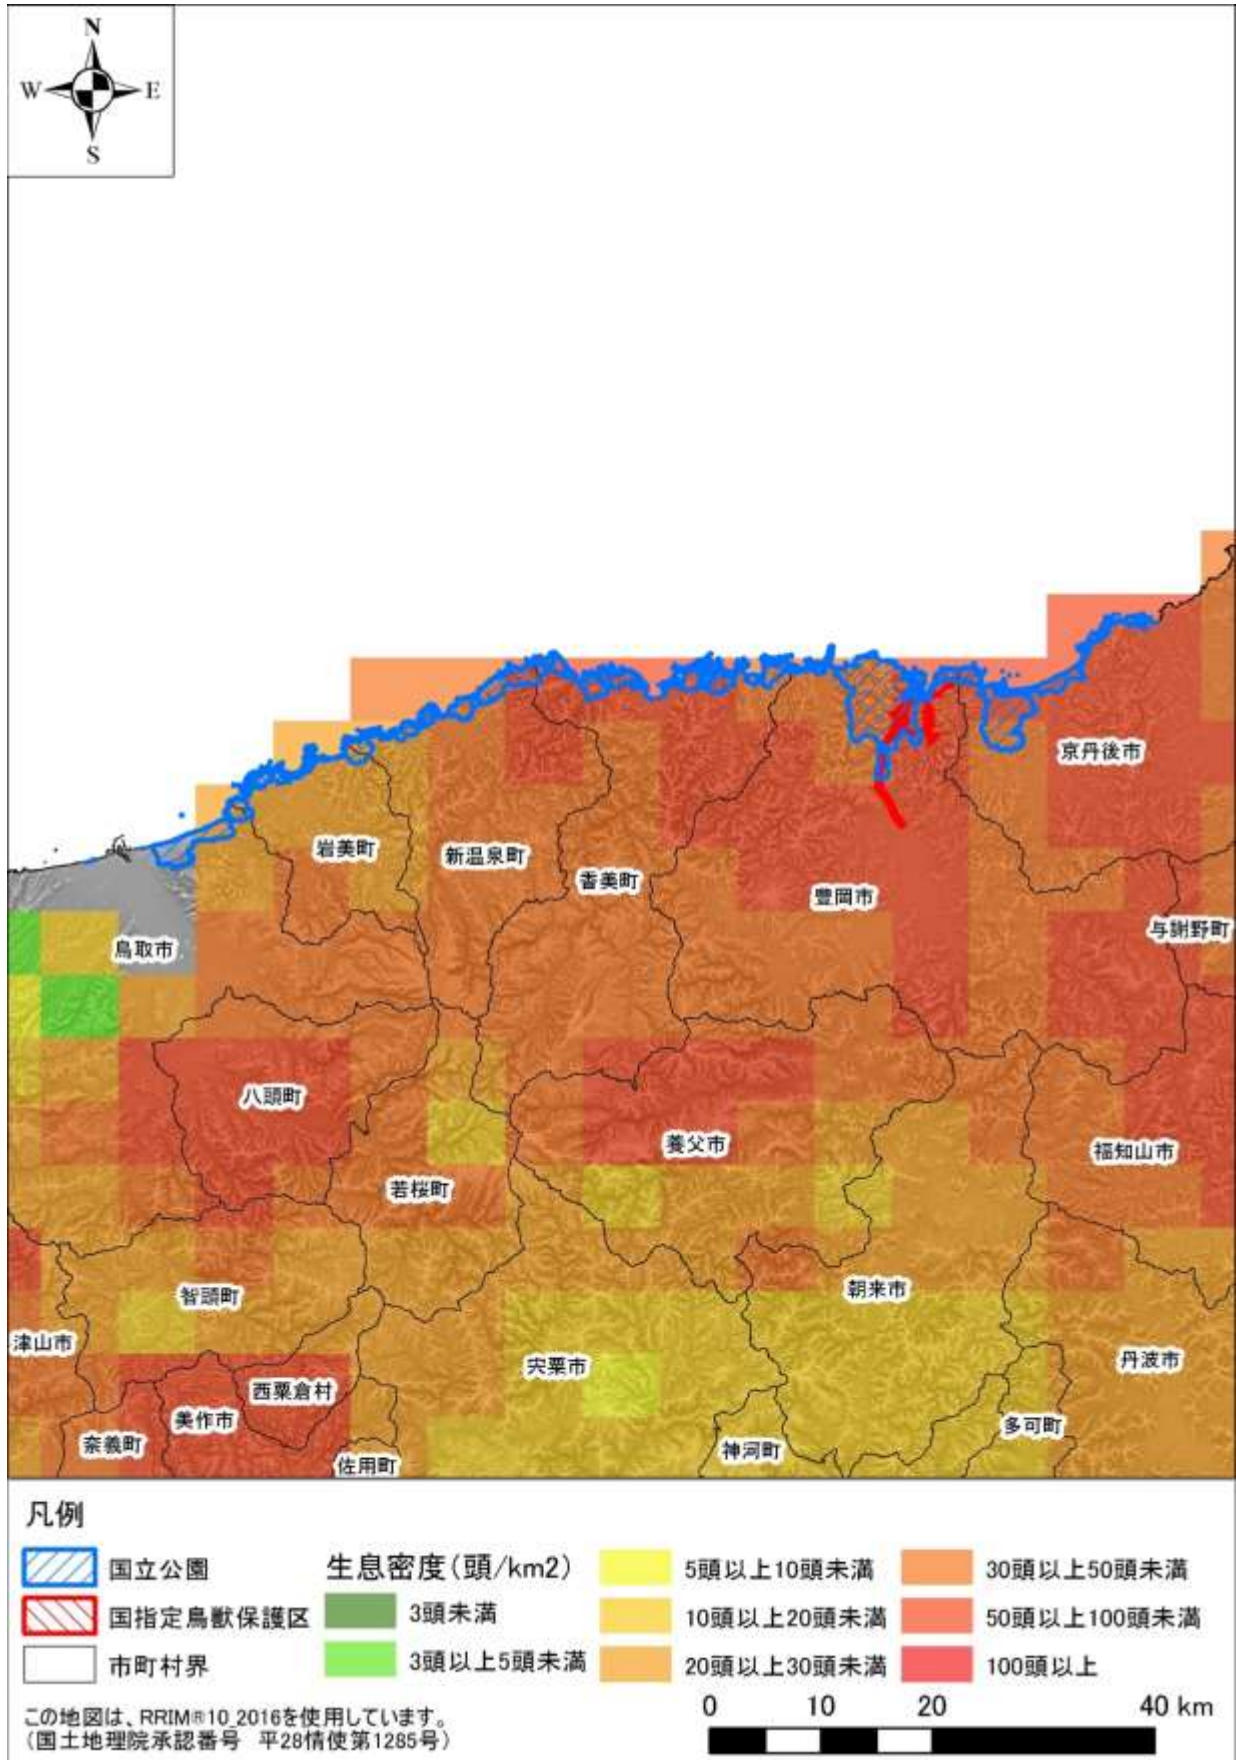 N
W E
S
京丹後市
岩美町
新温泉町
香美町
豊岡市
与謝野町
鳥取市
八頭町
養父市
福知山市
若桜町
智頭町
朝来市
津山市
宍粟市
丹波市
西粟倉村
美作市
奈義町
佐用町
神河町
多可町
凡例
国立公園
国指定鳥獣保護区
市町村界
生息密度(頭/km2)
3頭未満
3頭以上5頭未満
5頭以上10頭未満
10頭以上20頭未満
20頭以上30頭未満
30頭以上50頭未満
50頭以上100頭未満
100頭以上
この地図は、RRIM®10_2016を使用しています。
(国土地理院承認番号 平28情使第1285号)
0 10 20 40 km